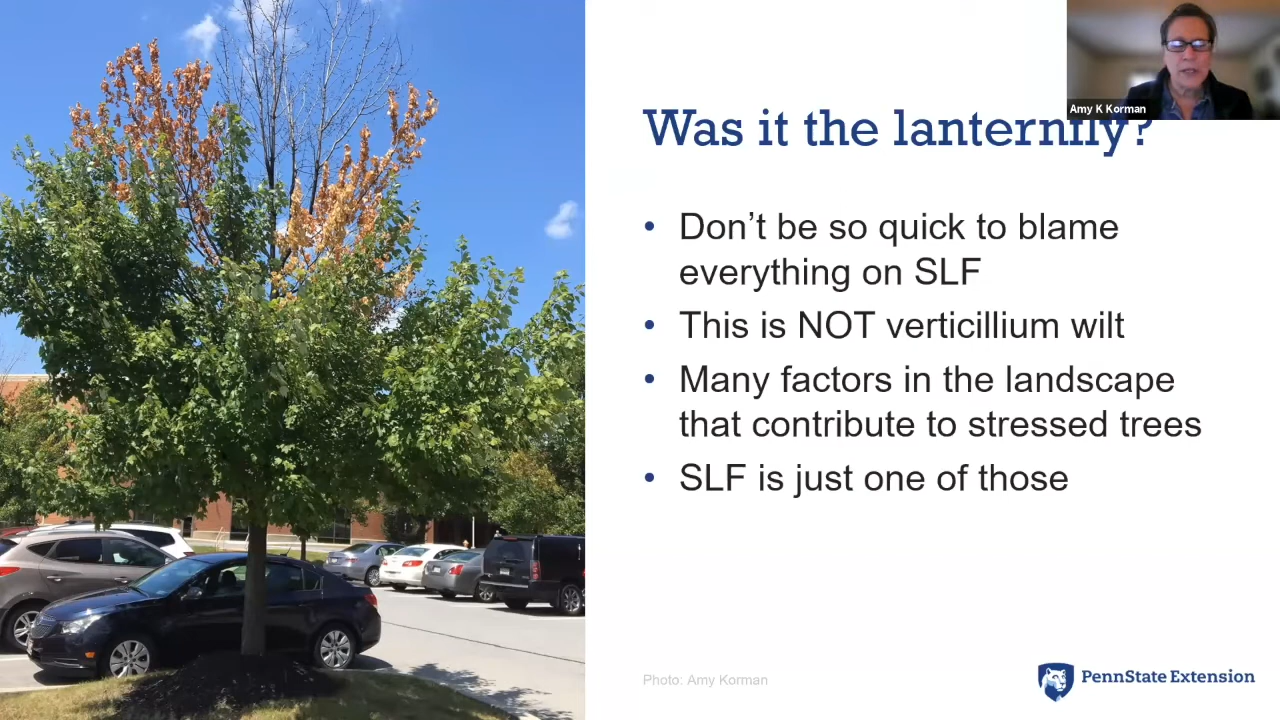 Amy K Korman
Was it the lanternfly?
• Don’t be so quick to blame
everything on SLF
• This is NOT verticillium wilt
• Many factors in the landscape
that contribute to stressed trees
• SLF is just one of those
Photo: Amy Korman
PennState Extension